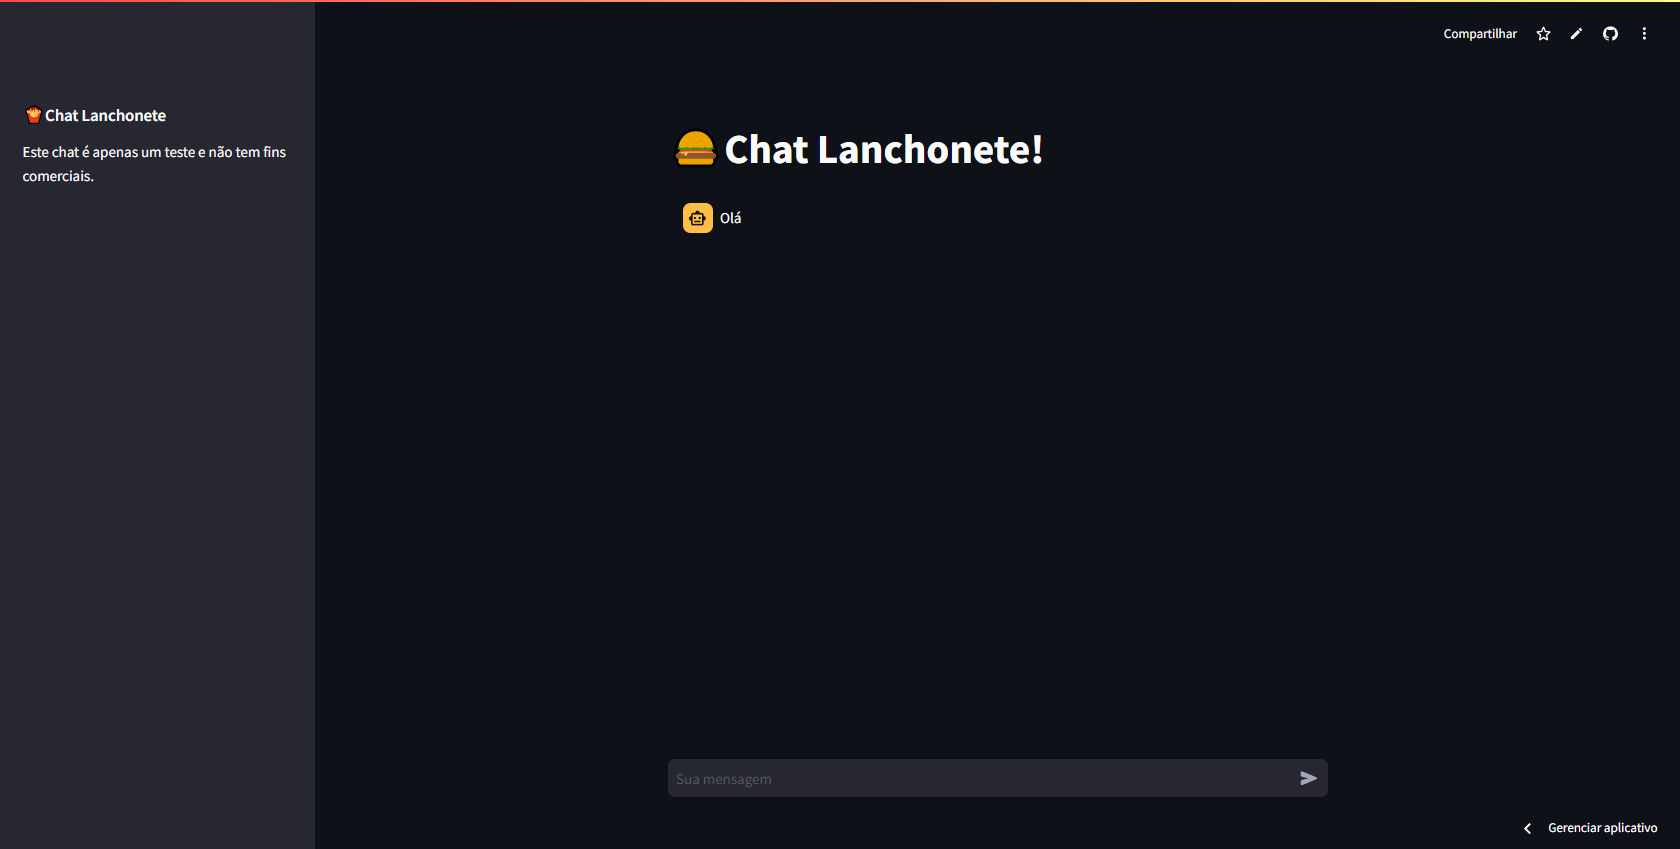 Compartilhar
Chat Lanchonete
Este chat é apenas um teste e não tem fins
comerciais.
Chat Lanchonete!
Olá
Sua mensagem
Gerenciar aplicativo